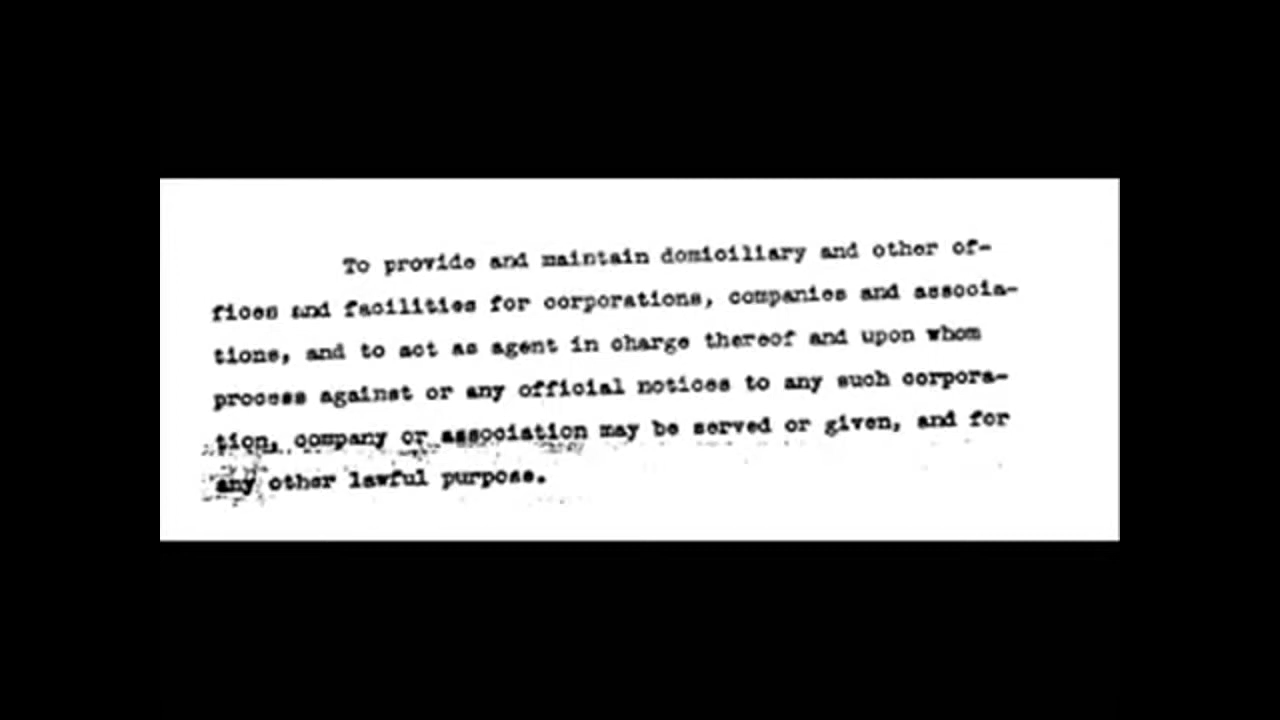 To provide and maintain domiciliary and other of-
fices and facilities for corporations, companies and associa-
tions, and to act as agent in charge thereof and upon whom
process against or any official notices to any such corpora-
tion, company or association may be served or given, and for
any other lawful purpose.